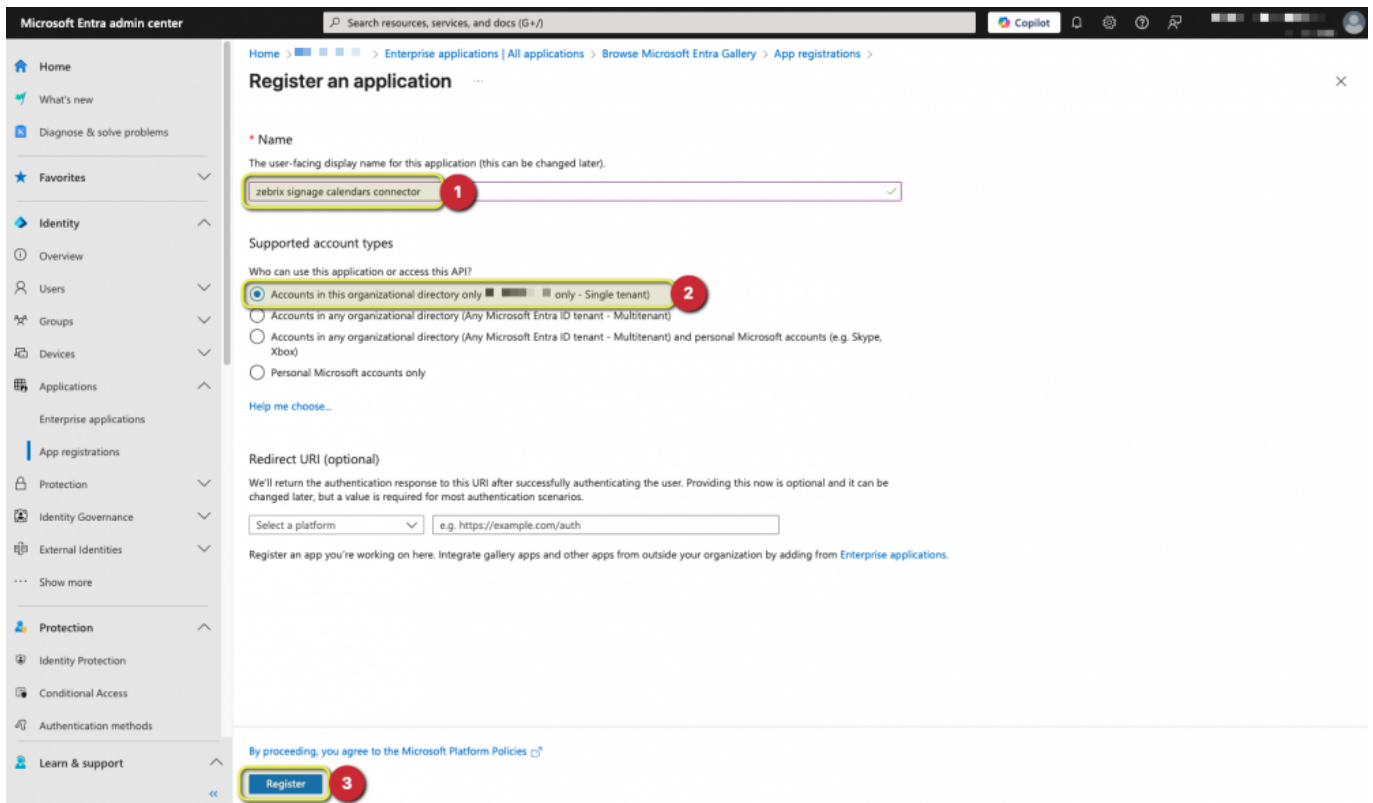 Microsoft Entra admin center
Search resources, services, and docs (G+/)
Copilot
Home
What's new
Diagnose & solve problems
Favorites
Identity
Overview
Users
Groups
Devices
Applications
Enterprise applications
App registrations
Protection
Identity Governance
External Identities
Show more
Protection
Identity Protection
Conditional Access
Authentication methods
Learn & support
Home > > Enterprise applications | All applications > Browse Microsoft Entra Gallery > App registrations >
Register an application ...
* Name
The user-facing display name for this application (this can be changed later).
zebrix signage calendars connector
1
Supported account types
Who can use this application or access this API?
Accounts in this organizational directory only only - Single tenant)
2
Accounts in any organizational directory (Any Microsoft Entra ID tenant - Multitenant)
Accounts in any organizational directory (Any Microsoft Entra ID tenant - Multitenant) and personal Microsoft accounts (e.g. Skype,
Xbox)
Personal Microsoft accounts only
Help me choose...
Redirect URI (optional)
We'll return the authentication response to this URI after successfully authenticating the user. Providing this now is optional and it can be
changed later, but a value is required for most authentication scenarios.
Select a platform
e.g. https://example.com/auth
Register an app you're working on here. Integrate gallery apps and other apps from outside your organization by adding from Enterprise applications.
By proceeding, you agree to the Microsoft Platform Policies
Register
3